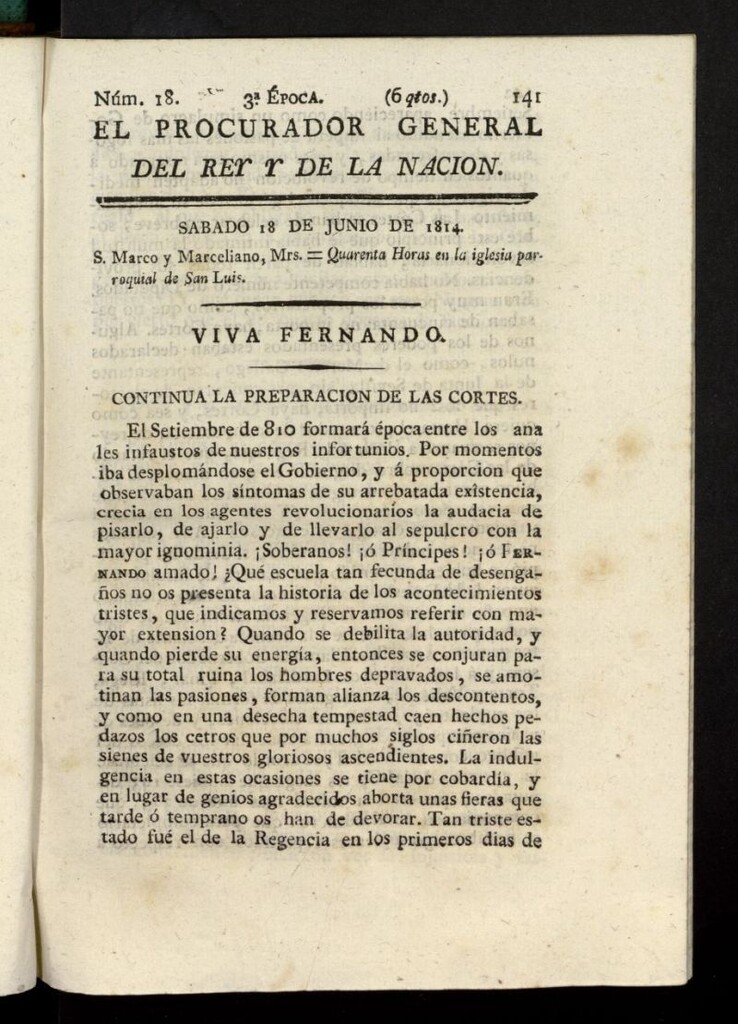 Núm. 18. 3ª ÉPOCA. (6 qtos.) 141
EL PROCURADOR GENERAL
DEL REY Y DE LA NACION.
SABADO 18 DE JUNIO DE 1814.
S. Marco y Marceliano, Mrs. = Quarenta Horas en la iglesia par-
roquial de San Luis.
VIVA FERNANDO.
CONTINUA LA PREPARACION DE LAS CORTES.
El Setiembre de 810 formará época entre los ana
les infaustos de nuestros infortunios. Por momentos
iba desplomándose el Gobierno, y á proporcion que
observaban los síntomas de su arrebatada existencia,
crecia en los agentes revolucionarios la audacia de
pisarlo, de ajarlo y de llevarlo al sepulcro con la
mayor ignominia. ¡Soberanos! ¡ó Príncipes! ¡ó FER-
NANDO amado! ¿Qué escuela tan fecunda de desenga-
ños no os presenta la historia de los acontecimientos
tristes, que indicamos y reservamos referir con ma-
yor extension? Quando se debilita la autoridad, y
quando pierde su energía, entonces se conjuran pa-
ra su total ruina los hombres depravados, se amo-
tinan las pasiones, forman alianza los descontentos,
y como en una desecha tempestad caen hechos pe-
dazos los cetros que por muchos siglos ciñeron las
sienes de vuestros gloriosos ascendientes. La indul-
gencia en estas ocasiones se tiene por cobardía, y
en lugar de genios agradecidos aborta unas fieras que
tarde ó temprano os han de devorar. Tan triste es-
tado fué el de la Regencia en los primeros dias de